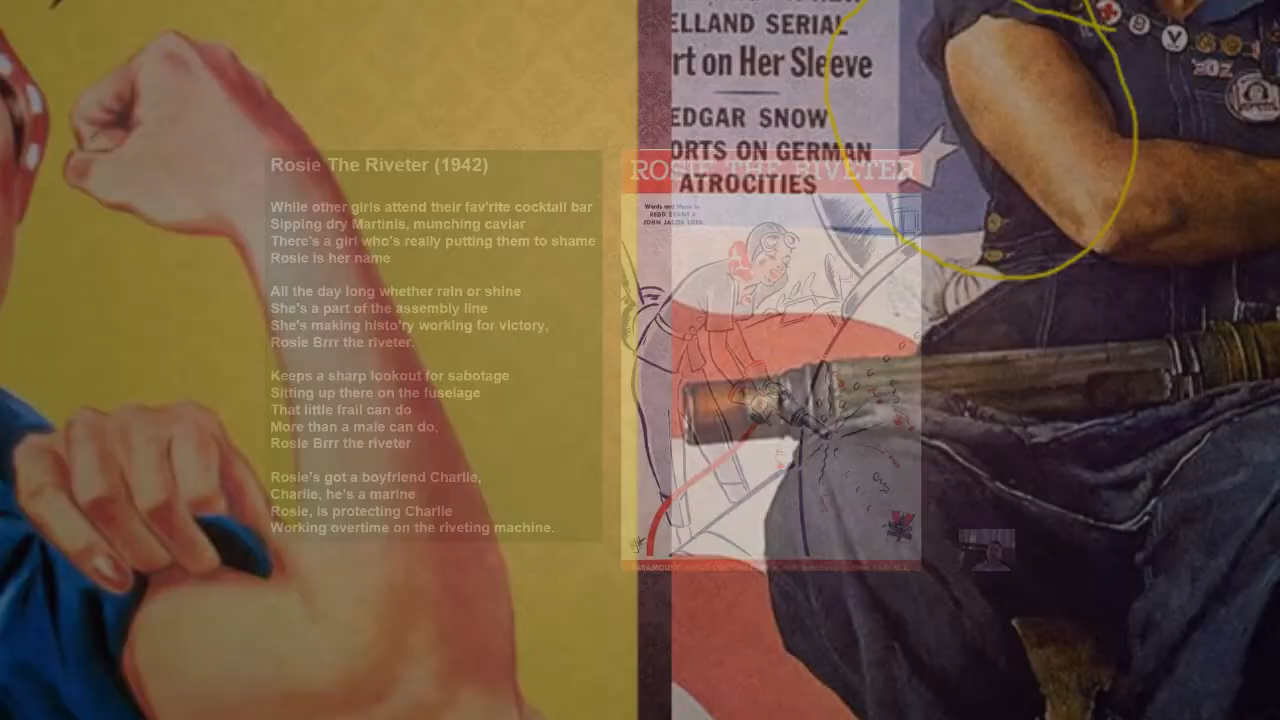 ELLAND SERIAL
rt on Her Sleeve
EDGAR SNOW
ORTS ON GERMAN
ATROCITIES
Rosie The Riveter (1942)
While other girls attend their fav'rite cocktail bar
Sipping dry Martinis, munching caviar
There's a girl who's really putting them to shame
Rosie is her name
All the day long whether rain or shine
She's a part of the assembly line
She's making histo'ry working for victory,
Rosie Brrr the riveter.
Keeps a sharp lookout for sabotage
Sitting up there on the fuselage
That little frail can do
More than a male can do,
Rosie Brrr the riveter
Rosie's got a boyfriend Charlie,
Charlie, he's a marine
Rosie, is protecting Charlie
Working overtime on the riveting machine.
ROSIE THE RIVETER
Words and Music by
REDD EVANS &
JOHN JACOB LOEB
PARAMOUNT
B
V